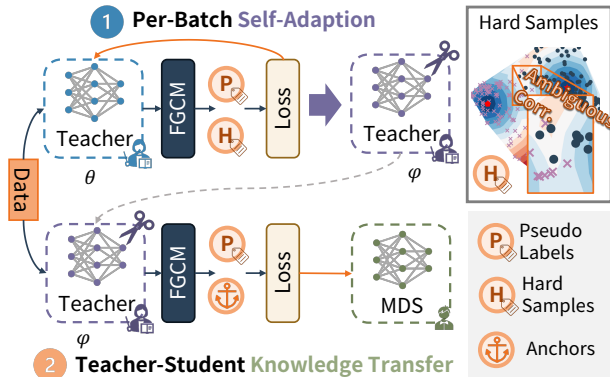 1 Per-Batch Self-Adaption
Hard Samples
Teacher
θ
FGCM
P
H
Loss
Teacher
φ
Ambiguous
Corr.
H
Data
Teacher
φ
FGCM
P
Loss
MDS
P Pseudo
Labels
H Hard
Samples
Anchors
2 Teacher-Student Knowledge Transfer